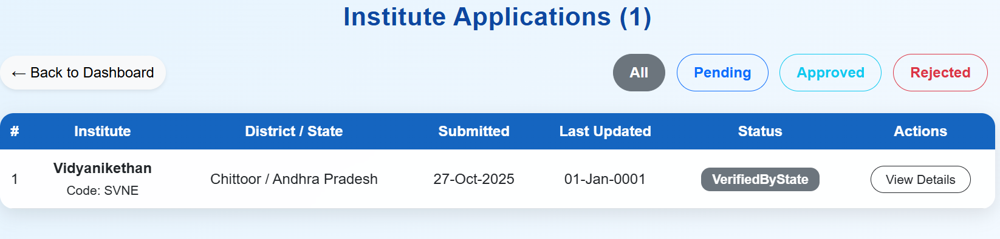 Institute Applications (1)
← Back to Dashboard
All Pending Approved Rejected
# Institute District / State Submitted Last Updated Status Actions
1 Vidyanikethan Chittoor / Andhra Pradesh 27-Oct-2025 01-Jan-0001 VerifiedByState View Details
Code: SVNE